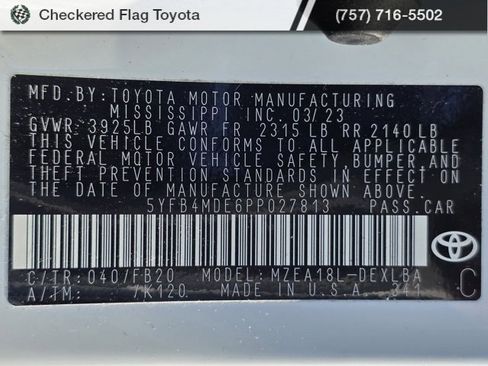 Checkered Flag Toyota
(757) 716-5502
MFD. BY: TOYOTA MOTOR MANUFACTURING
MISSISSIPPI INC. 03/23
GVWR 3925LB GAWR FR 2315 LB RR 2140 LB
THIS VEHICLE CONFORMS TO ALL APPLICABLE
FEDERAL MOTOR VEHICLE SAFETY, BUMPER, AND
THEFT PREVENTION STANDARDS IN EFFECT ON
THE DATE OF MANUFACTURE SHOWN ABOVE.
5YFB4MDE6PP027813 PASS. CAR
C/TR: 040/FB20 MODEL: MZEA18L-DEXLBA
A/TM: /K120 MADE IN U.S.A. 341
TOYOTA
C